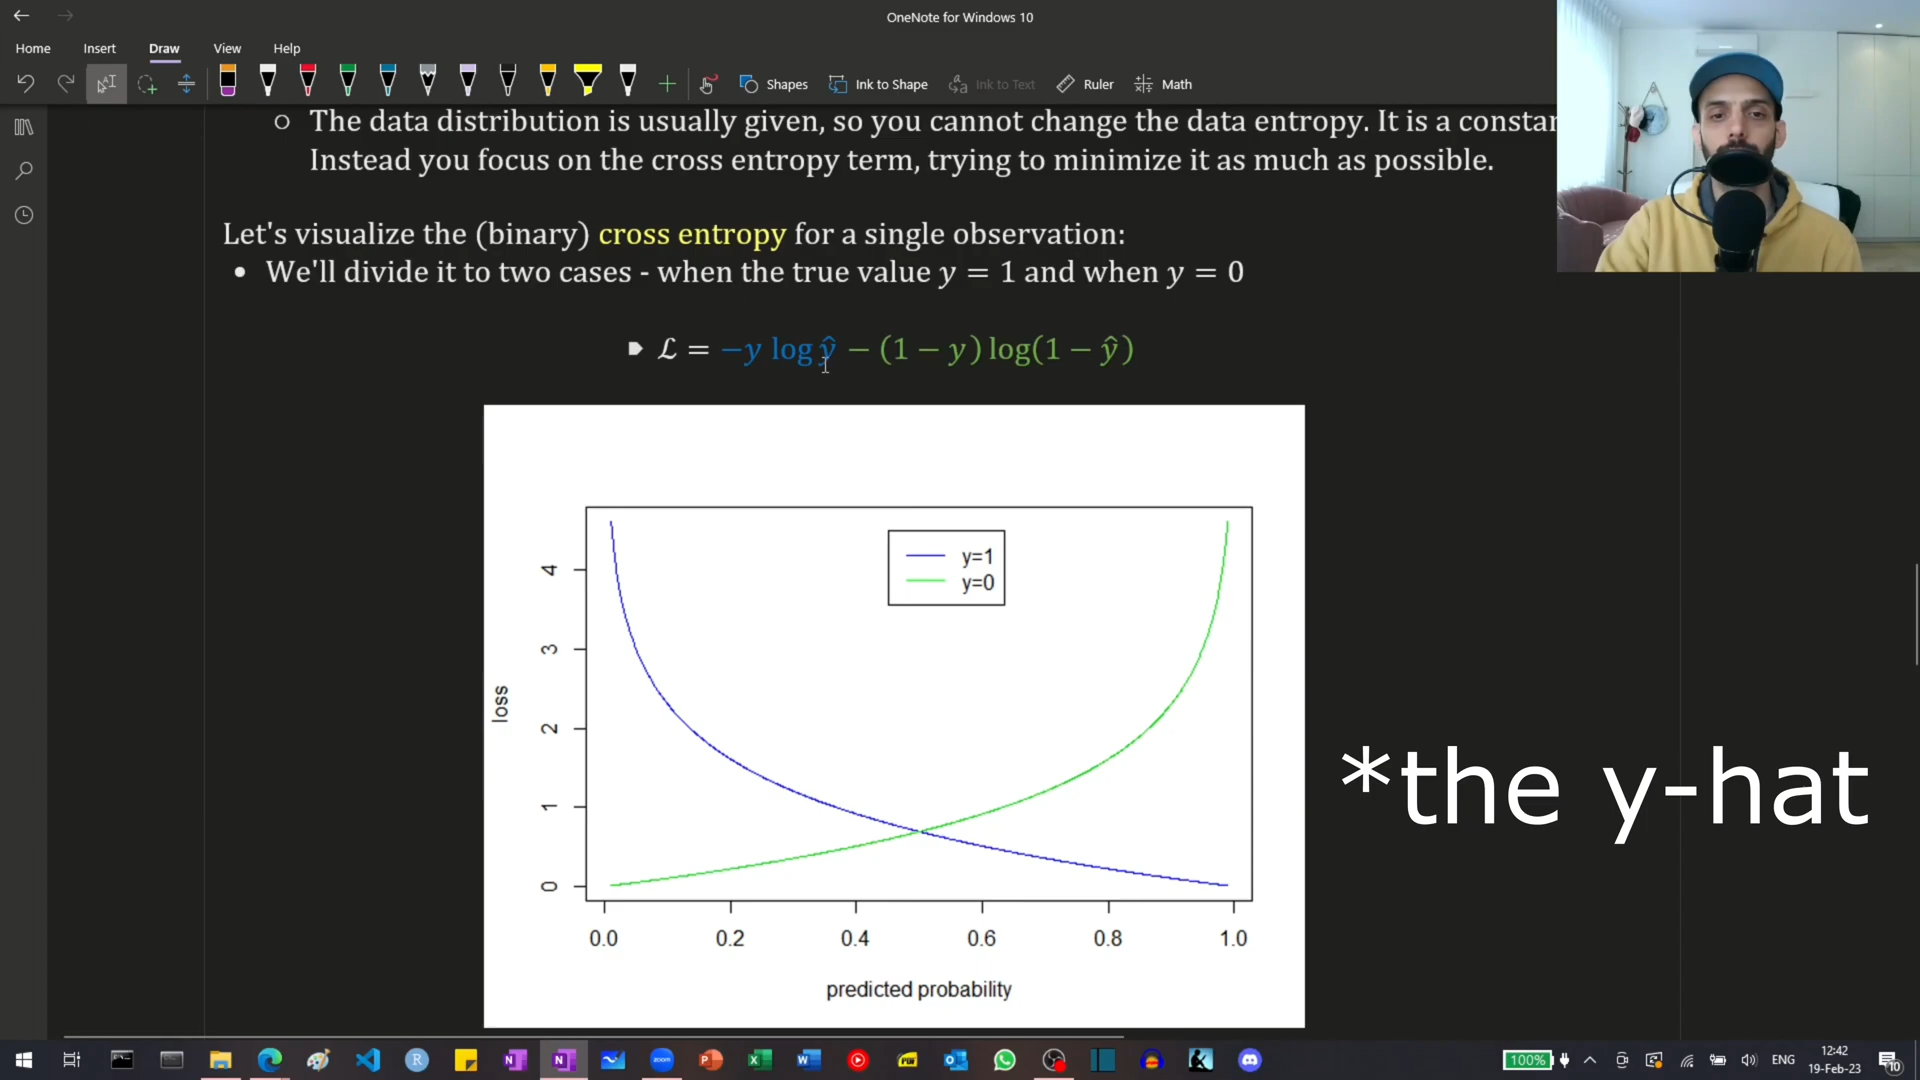 OneNote for Windows 10
Home Insert Draw View Help
Shapes Ink to Shape Ink to Text Ruler Math
The data distribution is usually given, so you cannot change the data entropy. It is a constan
Instead you focus on the cross entropy term, trying to minimize it as much as possible.
Let's visualize the (binary) cross entropy for a single observation:
We'll divide it to two cases - when the true value y = 1 and when y = 0
ℒ = −y log ŷ − (1 − y) log(1 − ŷ)
y=1
y=0
4
3
2
1
0
loss
*the y-hat
0.0 0.2 0.4 0.6 0.8 1.0
predicted probability
100% ENG
12:42
19-Feb-23
10